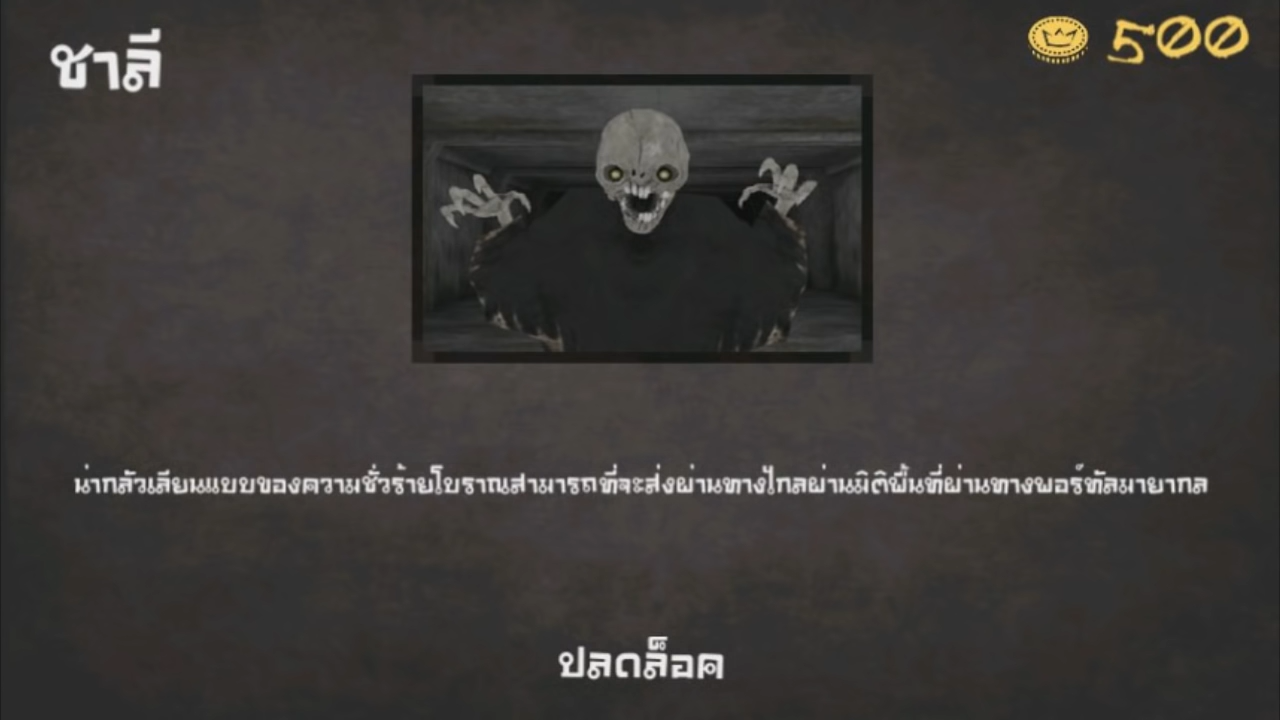 ชาลี
500
น่ากลัวเลียนแบบของความชั่วร้ายโบราณสามารถที่จะส่งผ่านทางไกลผ่านมิติพื้นที่ผ่านทางพอร์ทัลมายากล
ปลดล็อค